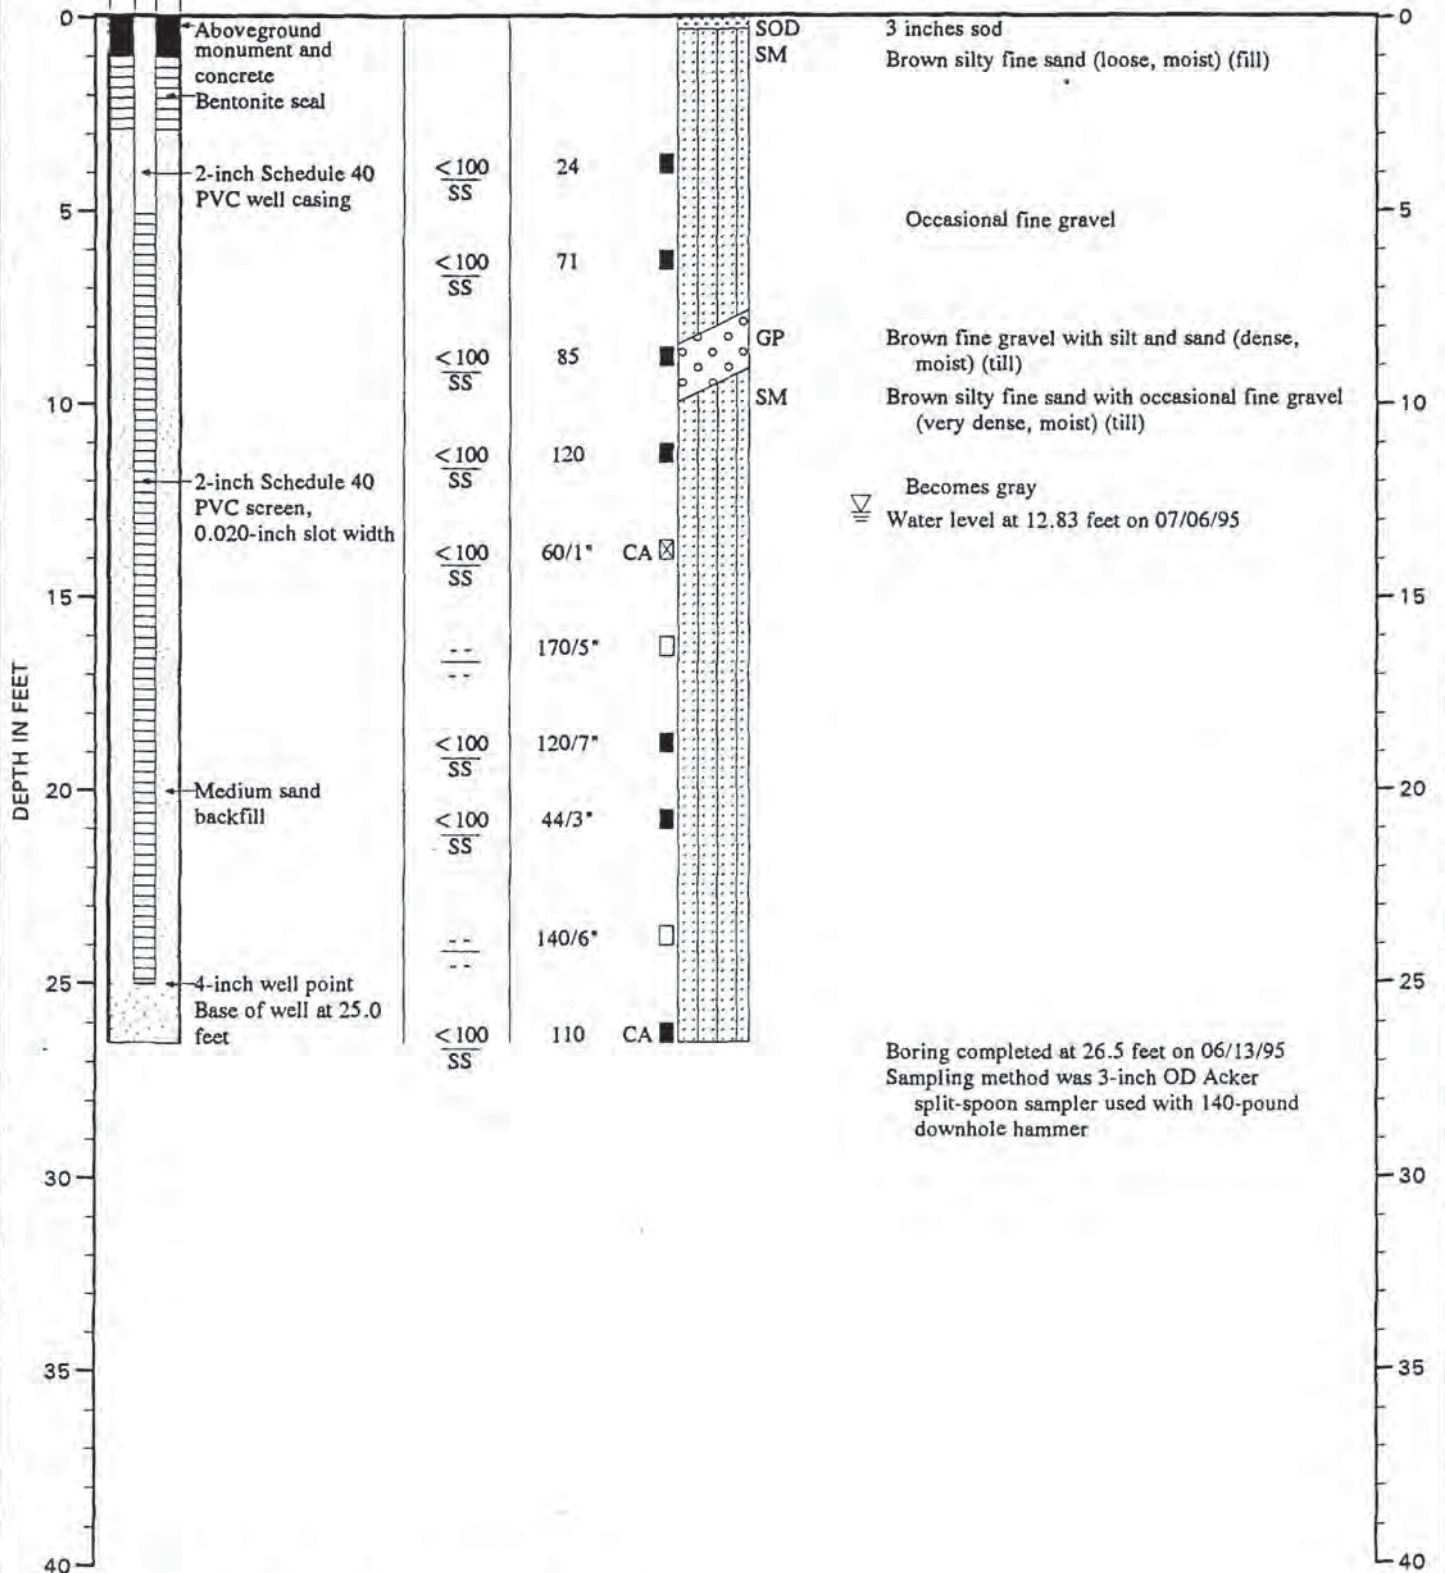 0
Aboveground
monument and
concrete
Bentonite seal
SOD
3 inches sod
0
SM
Brown silty fine sand (loose, moist) (fill)
2-inch Schedule 40
PVC well casing
<100
SS
24
5
Occasional fine gravel
5
<100
SS
71
GP
Brown fine gravel with silt and sand (dense,
moist) (till)
<100
SS
85
10
SM
Brown silty fine sand with occasional fine gravel
(very dense, moist) (till)
10
<100
SS
120
2-inch Schedule 40
PVC screen,
0.020-inch slot width
Becomes gray
Water level at 12.83 feet on 07/06/95
<100
SS
60/1"
CA
15
15
--
--
170/5"
DEPTH IN FEET
<100
SS
120/7"
20
Medium sand
backfill
20
<100
SS
44/3"
--
--
140/6"
25
4-inch well point
Base of well at 25.0
feet
25
<100
SS
110
CA
Boring completed at 26.5 feet on 06/13/95
Sampling method was 3-inch OD Acker
split-spoon sampler used with 140-pound
downhole hammer
30
30
35
35
40
40